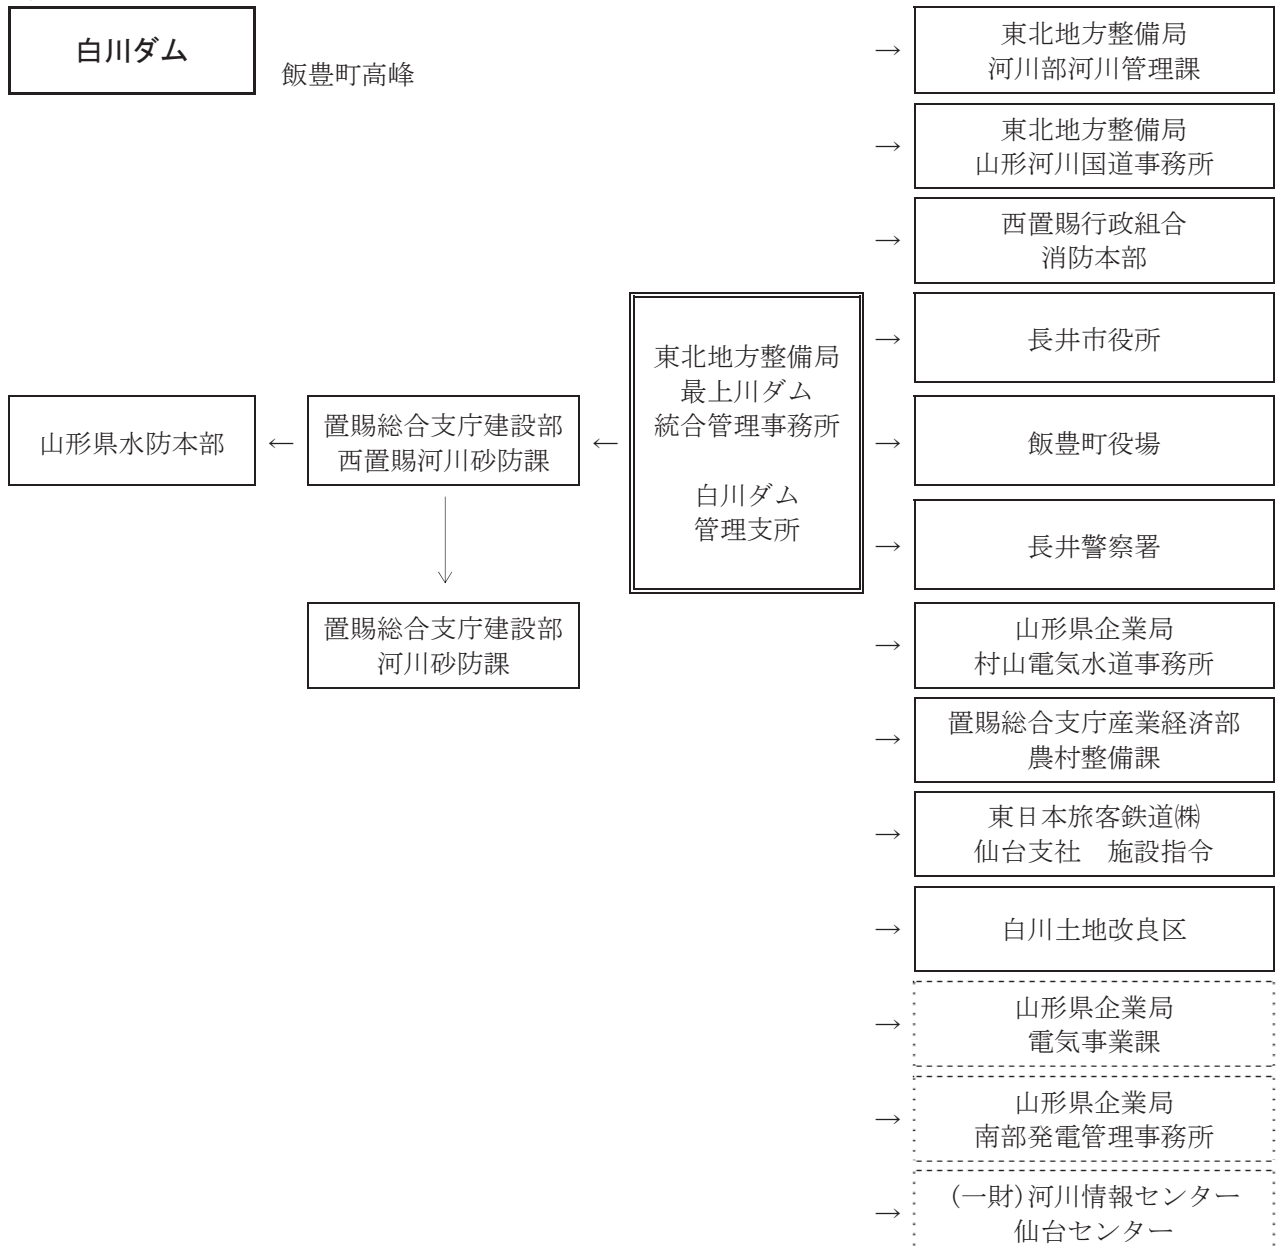 白川ダム
飯豊町高峰
→
東北地方整備局
河川部河川管理課
→
東北地方整備局
山形河川国道事務所
→
西置賜行政組合
消防本部
東北地方整備局
最上川ダム
統合管理事務所
白川ダム
管理支所
→
長井市役所
山形県水防本部
←
置賜総合支庁建設部
西置賜河川砂防課
←
→
飯豊町役場
→
長井警察署
置賜総合支庁建設部
河川砂防課
→
山形県企業局
村山電気水道事務所
→
置賜総合支庁産業経済部
農村整備課
→
東日本旅客鉄道㈱
仙台支社　施設指令
→
白川土地改良区
→
山形県企業局
電気事業課
→
山形県企業局
南部発電管理事務所
→
(一財)河川情報センター
仙台センター